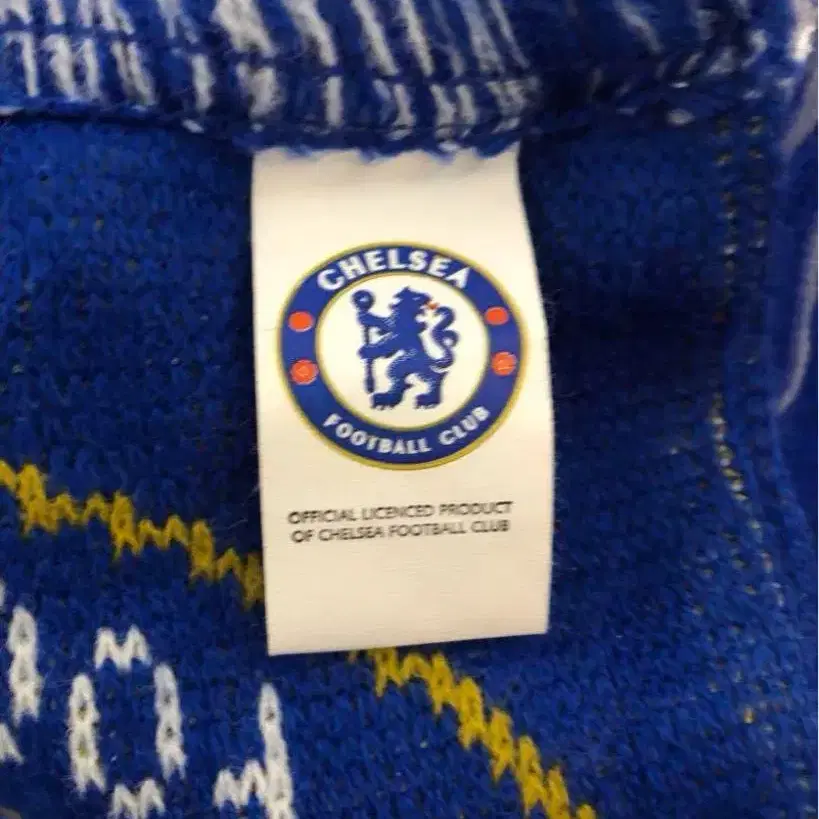 CHELSEA
FOOTBALL CLUB
OFFICIAL LICENCED PRODUCT
OF CHELSEA FOOTBALL CLUB